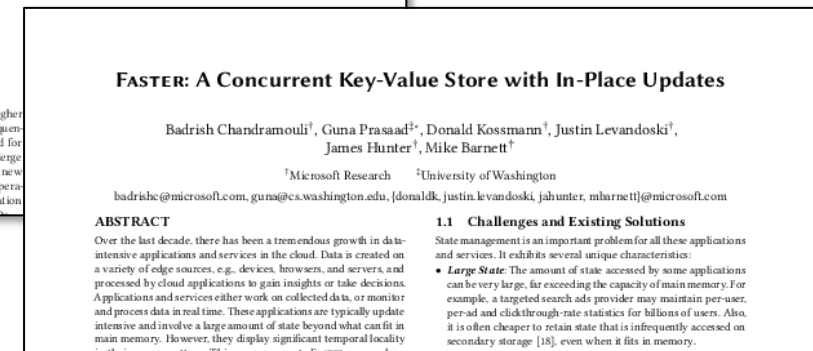 FASTER: A Concurrent Key-Value Store with In-Place Updates
Badrish Chandramouli†, Guna Prasaad‡*, Donald Kossmann†, Justin Levandoski†,
James Hunter†, Mike Barnett†
†Microsoft Research ‡University of Washington
badrishc@microsoft.com, guna@cs.washington.edu, {donaldk, justin.levandoski, jahunter, mbarnett}@microsoft.com
ABSTRACT
Over the last decade, there has been a tremendous growth in data-
intensive applications and services in the cloud. Data is created on
a variety of edge sources, e.g., devices, browsers, and servers, and
processed by cloud applications to gain insights or take decisions.
Applications and services either work on collected data, or monitor
and process data in real time. These applications are typically update
intensive and involve a large amount of state beyond what can fit in
main memory. However, they display significant temporal locality
1.1 Challenges and Existing Solutions
State management is an important problem for all these applications
and services. It exhibits several unique characteristics:
• Large State: The amount of state accessed by some applications
can be very large, far exceeding the capacity of main memory. For
example, a targeted search ads provider may maintain per-user,
per-ad and clickthrough-rate statistics for billions of users. Also,
it is often cheaper to retain state that is infrequently accessed on
secondary storage [18], even when it fits in memory.